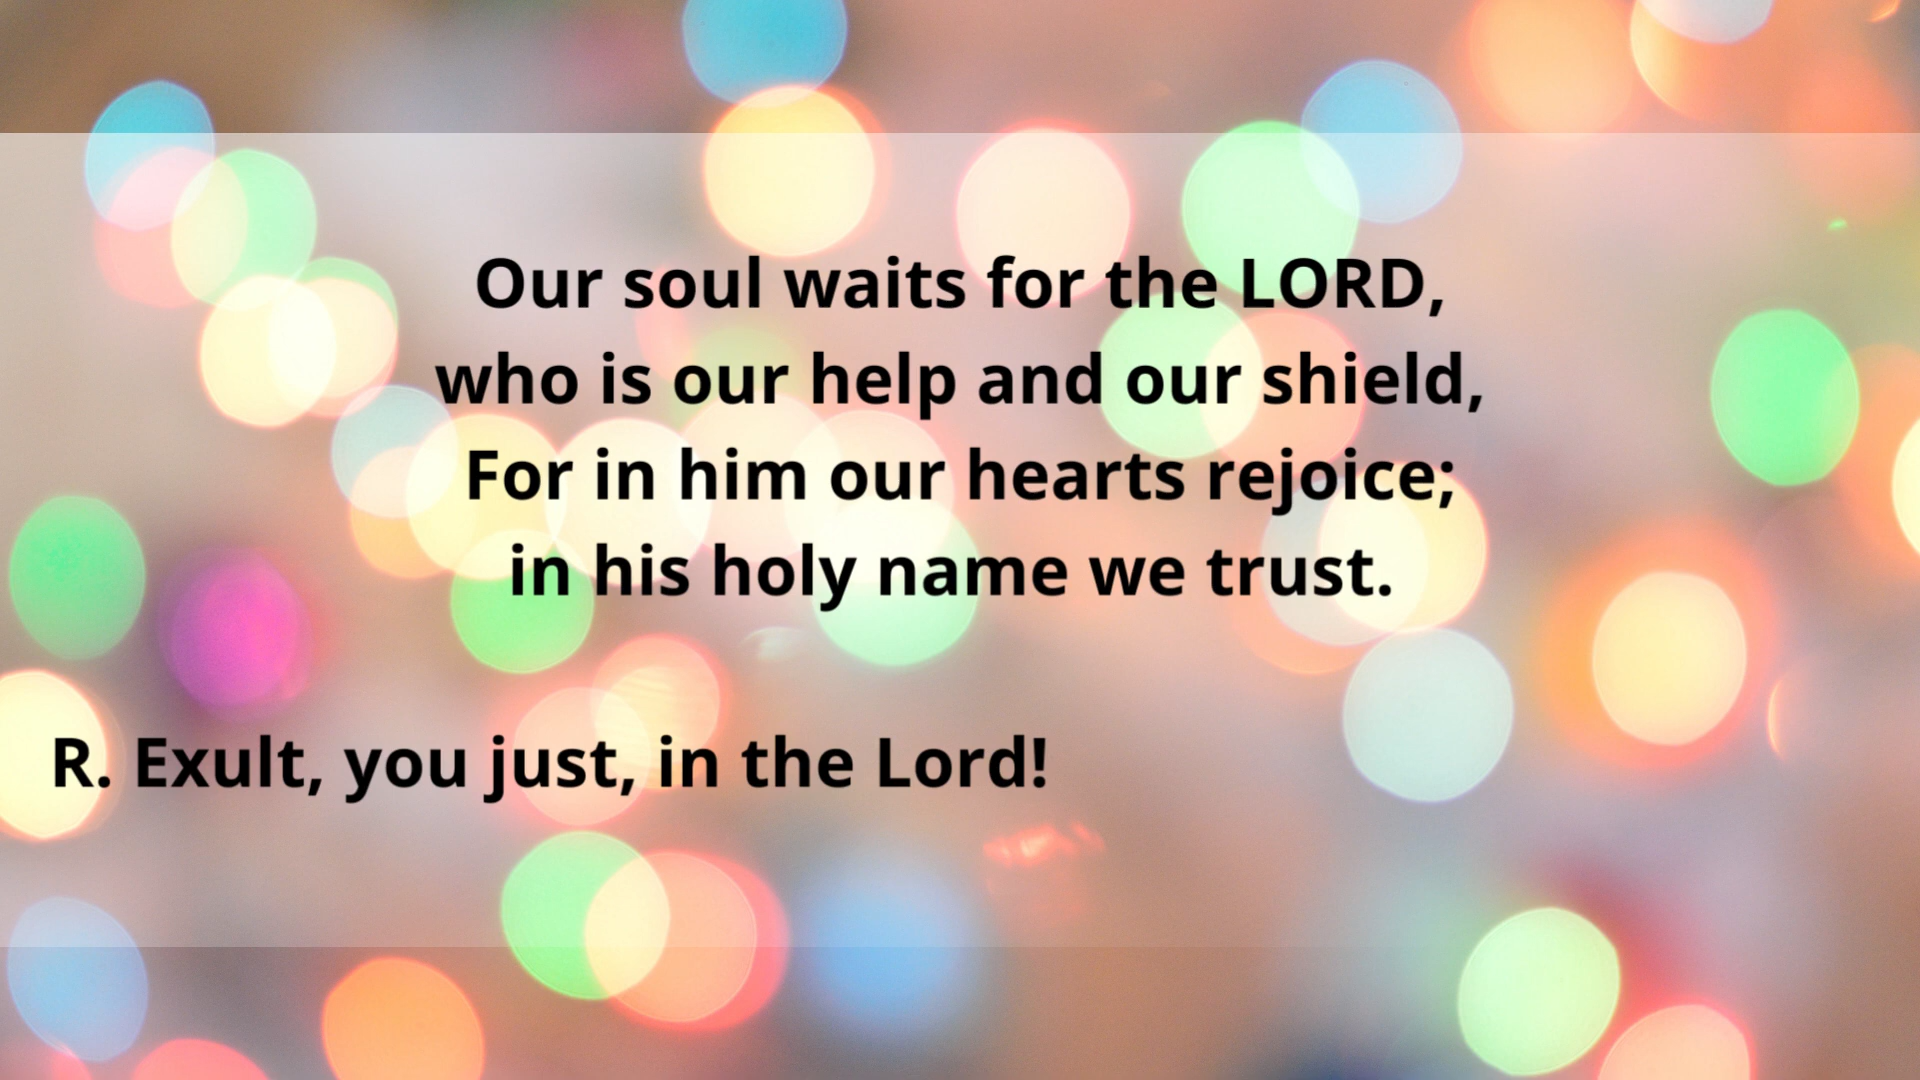 Our soul waits for the LORD,
who is our help and our shield,
For in him our hearts rejoice;
in his holy name we trust.
R. Exult, you just, in the Lord!